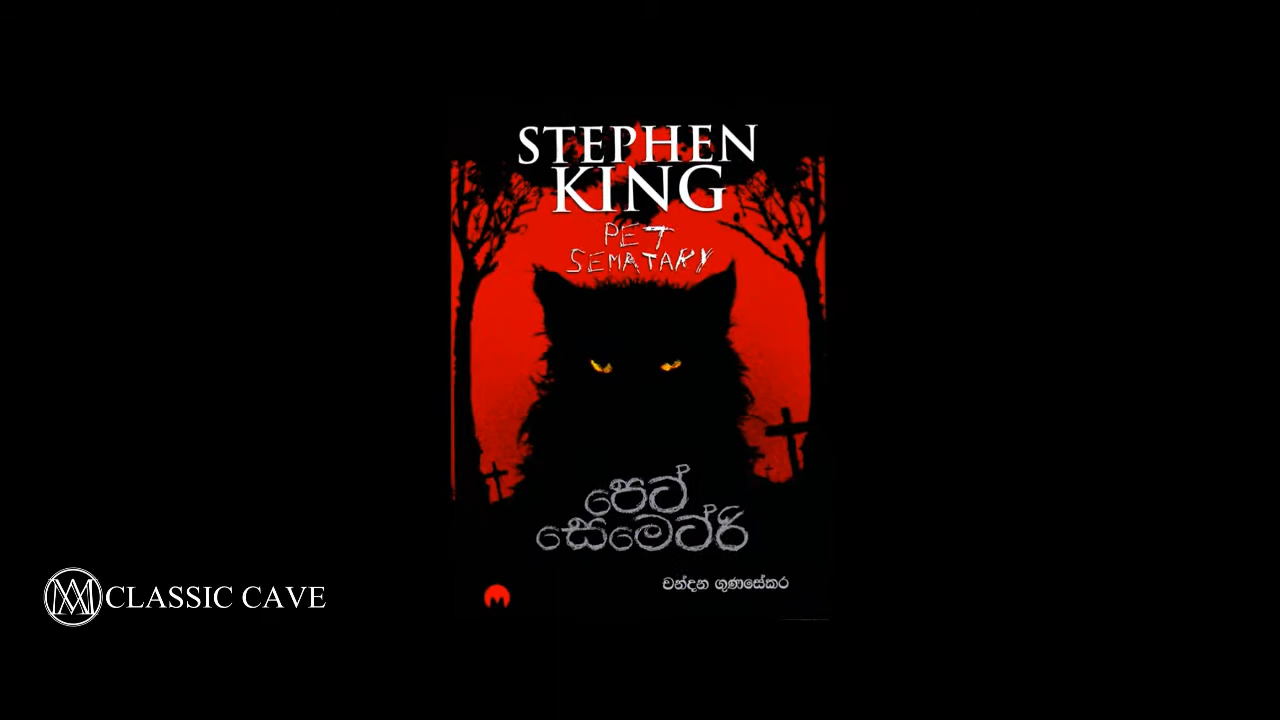 STEPHEN
KING
PET
SEMATARY
පෙට්
සෙමෙට්රි
චන්දන ගුණසේකර
CLASSIC CAVE